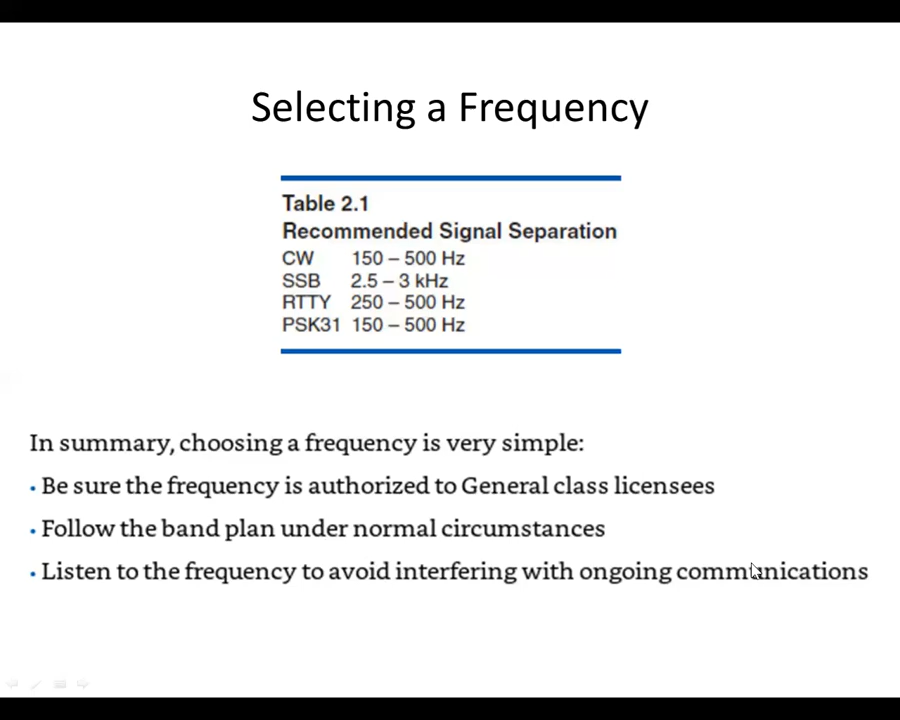 Selecting a Frequency
Table 2.1
Recommended Signal Separation
CW 150 – 500 Hz
SSB 2.5 – 3 kHz
RTTY 250 – 500 Hz
PSK31 150 – 500 Hz
In summary, choosing a frequency is very simple:
• Be sure the frequency is authorized to General class licensees
• Follow the band plan under normal circumstances
• Listen to the frequency to avoid interfering with ongoing communications